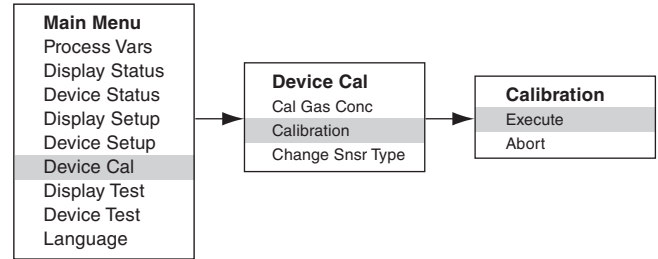 Main Menu
Process Vars
Display Status
Device Status
Display Setup
Device Setup
Device Cal
Display Test
Device Test
Language
Device Cal
Cal Gas Conc
Calibration
Change Snsr Type
Calibration
Execute
Abort